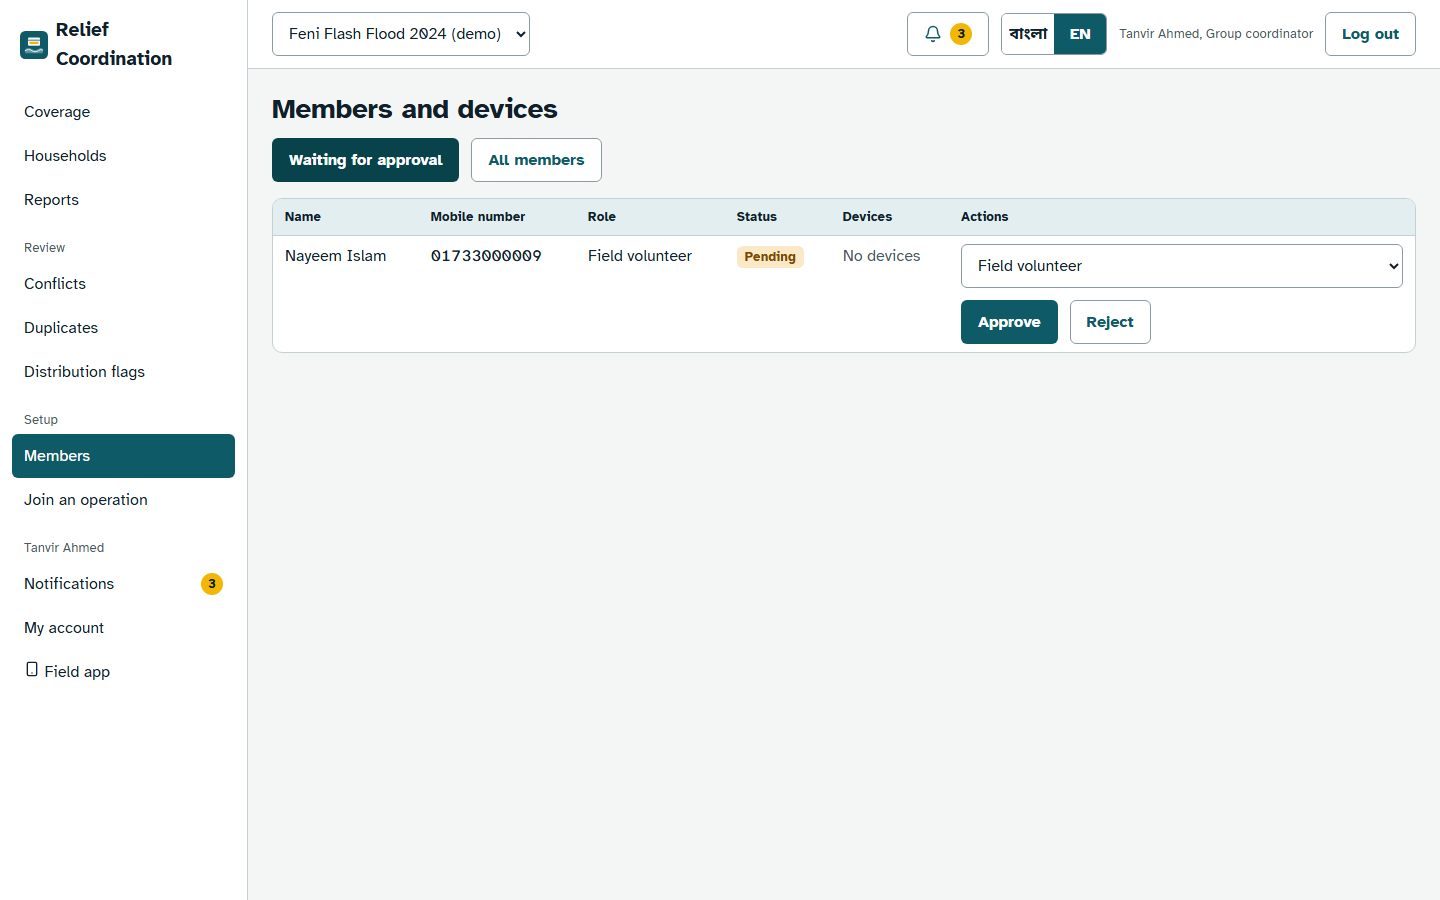 Relief
Coordination
Coverage
Households
Reports
Review
Conflicts
Duplicates
Distribution flags
Setup
Members
Join an operation
Tanvir Ahmed
Notifications 3
My account
Field app
Feni Flash Flood 2024 (demo)
3
বাংলা EN
Tanvir Ahmed, Group coordinator
Log out
Members and devices
Waiting for approval All members
Name Mobile number Role Status Devices Actions
Nayeem Islam 01733000009 Field volunteer Pending No devices Field volunteer
Approve Reject